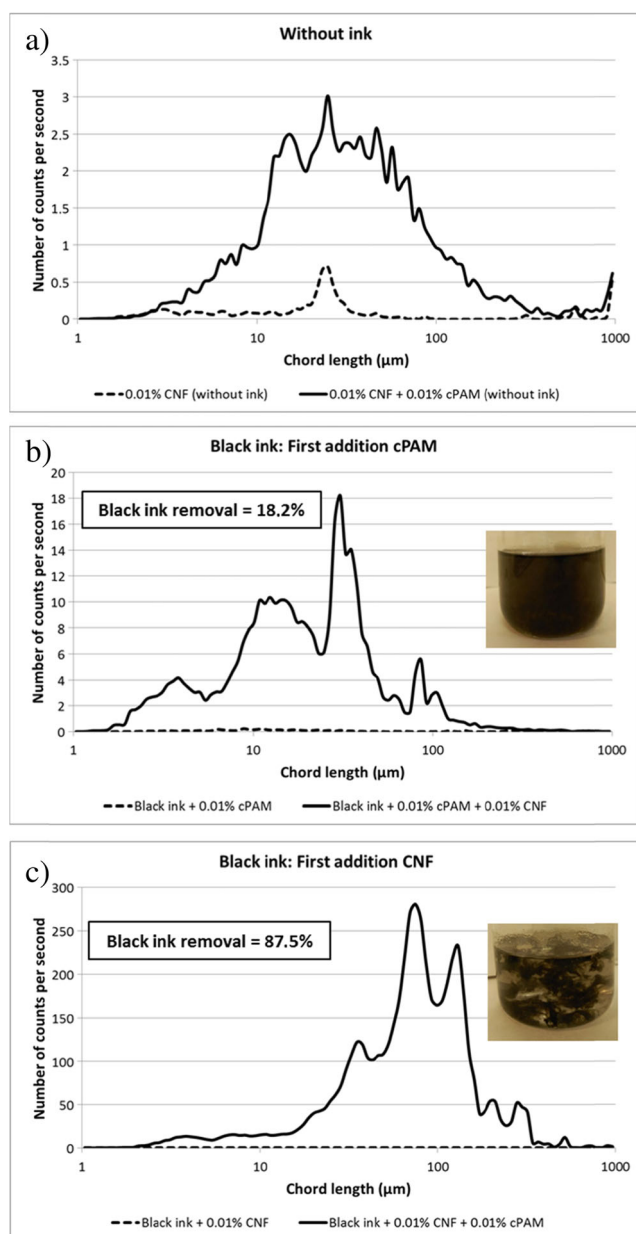 a)
Without ink
3.5
3
2.5
2
1.5
1
0.5
0
Number of counts per second
1 10 100 1000
Chord length (µm)
0.01% CNF (without ink) 0.01% CNF + 0.01% cPAM (without ink)
b)
Black ink: First addition cPAM
20
18
16
14
12
10
8
6
4
2
0
Number of counts per second
Black ink removal = 18.2%
1 10 100 1000
Chord length (µm)
Black ink + 0.01% cPAM Black ink + 0.01% cPAM + 0.01% CNF
c)
Black ink: First addition CNF
300
250
200
150
100
50
0
Number of counts per second
Black ink removal = 87.5%
1 10 100 1000
Chord length (µm)
Black ink + 0.01% CNF Black ink + 0.01% CNF + 0.01% cPAM